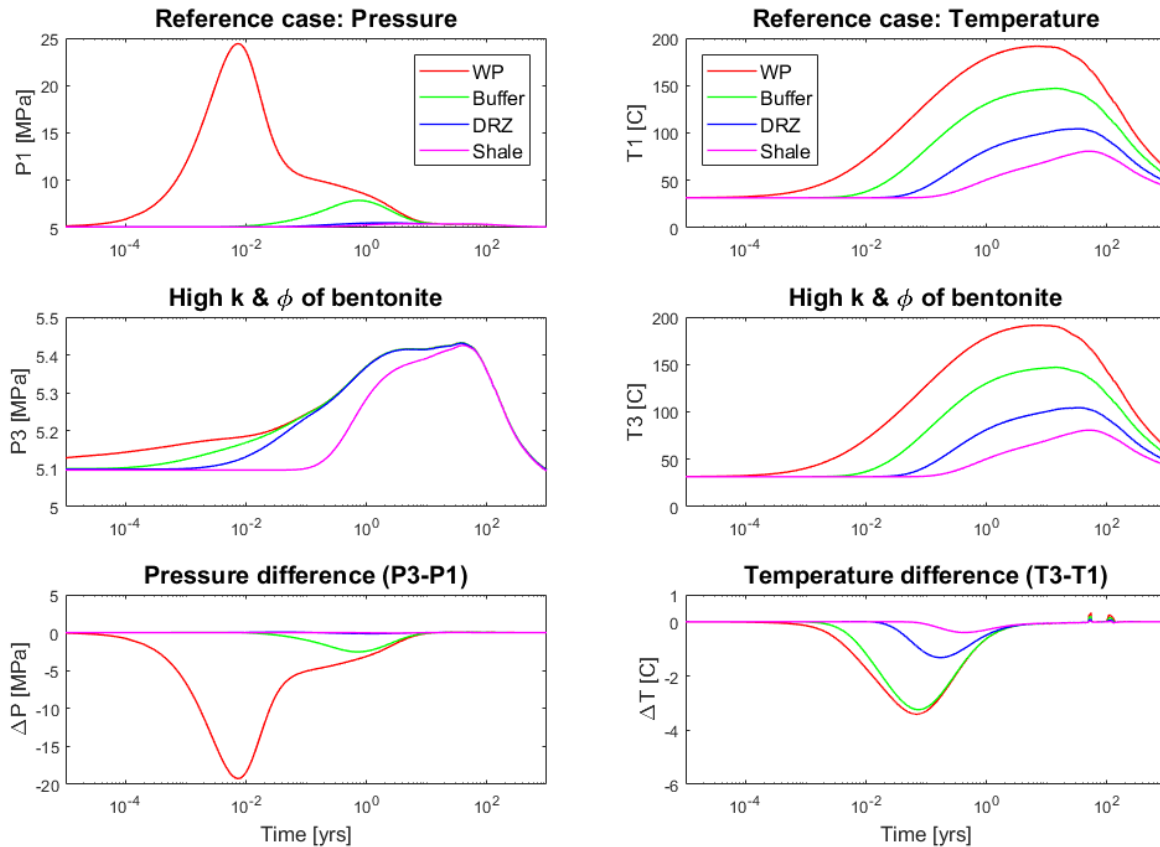 Reference case: Pressure
25
20
15
10
5
P1 [MPa]
WP
Buffer
DRZ
Shale
10^-4
10^-2
10^0
10^2
Reference case: Temperature
200
150
100
50
0
T1 [C]
WP
Buffer
DRZ
Shale
10^-4
10^-2
10^0
10^2
High k & ϕ of bentonite
5.5
5.4
5.3
5.2
5.1
5
P3 [MPa]
10^-4
10^-2
10^0
10^2
High k & ϕ of bentonite
200
150
100
50
0
T3 [C]
10^-4
10^-2
10^0
10^2
Pressure difference (P3-P1)
5
0
-5
-10
-15
-20
ΔP [MPa]
10^-4
10^-2
10^0
10^2
Time [yrs]
Temperature difference (T3-T1)
1
0
-2
-4
-6
ΔT [C]
10^-4
10^-2
10^0
10^2
Time [yrs]